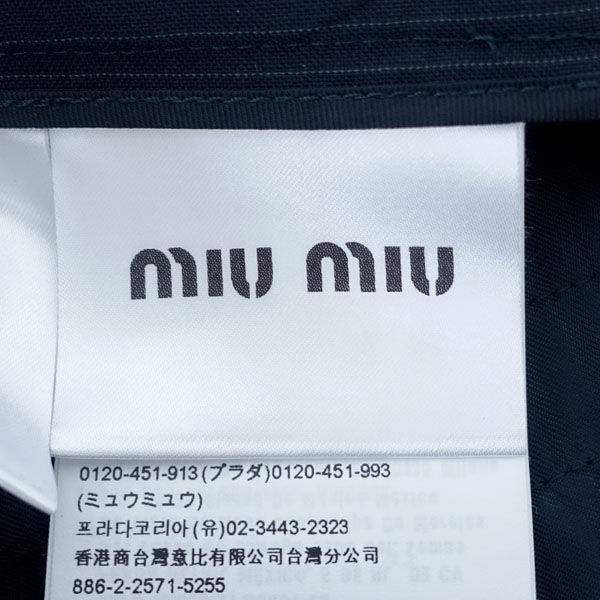 miu miu
0120-451-913(プラダ)0120-451-993
(ミュウミュウ)
프라다코리아(유)02-3443-2323
香港商台灣意比有限公司台灣分公司
886-2-2571-5255